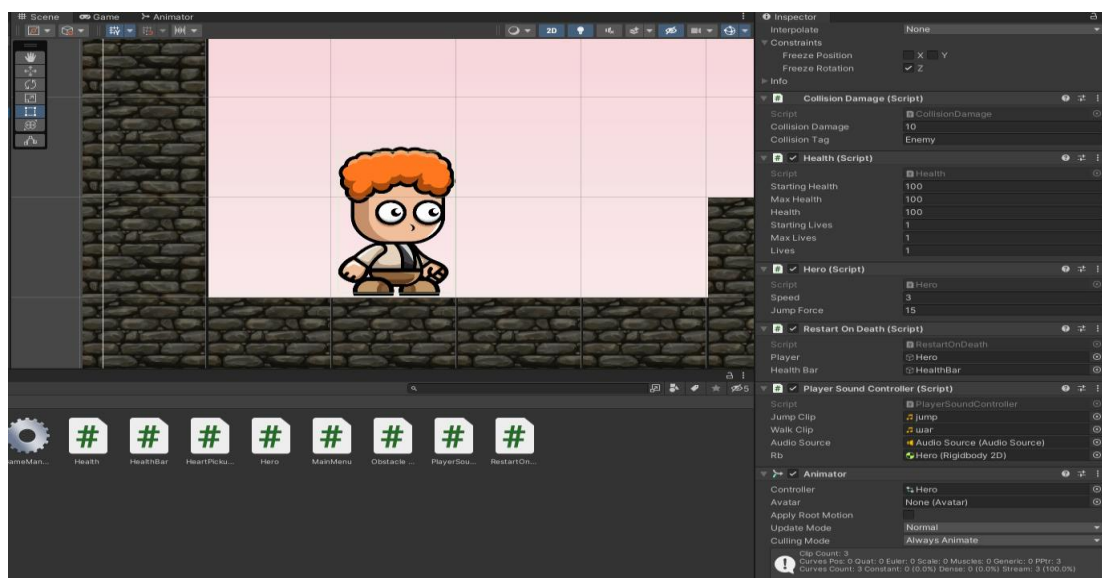 Scene Game Animator
2D
5
ameMan... Health HealthBar HeartPicku... Hero MainMenu Obstacle ... PlayerSou... RestartOn...
Inspector
Interpolate None
Constraints
Freeze Position X Y
Freeze Rotation Z
Info
# Collision Damage (Script)
Script CollisionDamage
Collision Damage 10
Collision Tag Enemy
# Health (Script)
Script Health
Starting Health 100
Max Health 100
Health 100
Starting Lives 1
Max Lives 1
Lives 1
# Hero (Script)
Script Hero
Speed 3
Jump Force 15
# Restart On Death (Script)
Script RestartOnDeath
Player Hero
Health Bar HealthBar
# Player Sound Controller (Script)
Script PlayerSoundController
Jump Clip jump
Walk Clip шаг
Audio Source Audio Source (Audio Source)
Rb Hero (Rigidbody 2D)
Animator
Controller Hero
Avatar None (Avatar)
Apply Root Motion
Update Mode Normal
Culling Mode Always Animate
Clip Count: 3
Curves Pos: 0 Quat: 0 Euler: 0 Scale: 0 Muscles: 0 Generic: 0 PPtr: 3
Curves Count: 3 Constant: 0 (0.0%) Dense: 0 (0.0%) Stream: 3 (100.0%)